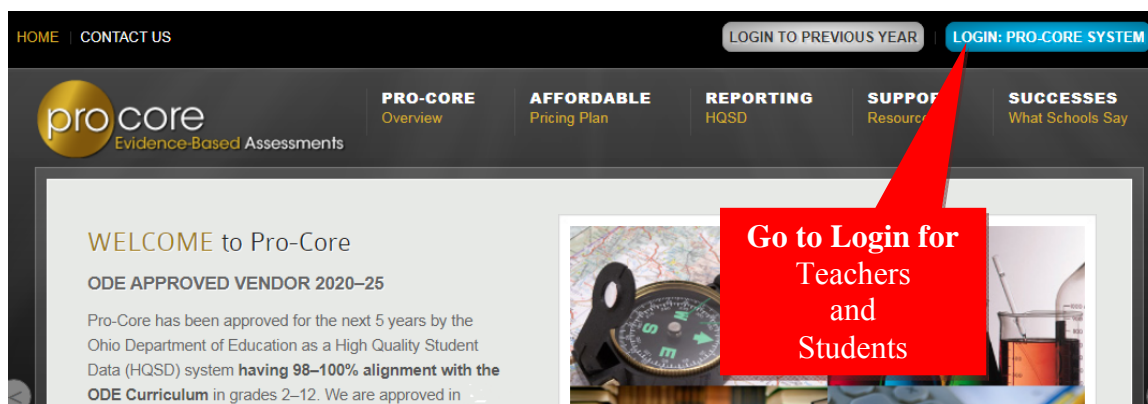 HOME | CONTACT US
LOGIN TO PREVIOUS YEAR | LOGIN: PRO-CORE SYSTEM
pro core
Evidence-Based Assessments
PRO-CORE
Overview
AFFORDABLE
Pricing Plan
REPORTING
HQSD
SUPPOR
Resourc
SUCCESSES
What Schools Say
WELCOME to Pro-Core
ODE APPROVED VENDOR 2020–25
Pro-Core has been approved for the next 5 years by the
Ohio Department of Education as a High Quality Student
Data (HQSD) system having 98–100% alignment with the
ODE Curriculum in grades 2–12. We are approved in
Go to Login for
Teachers
and
Students
S
E